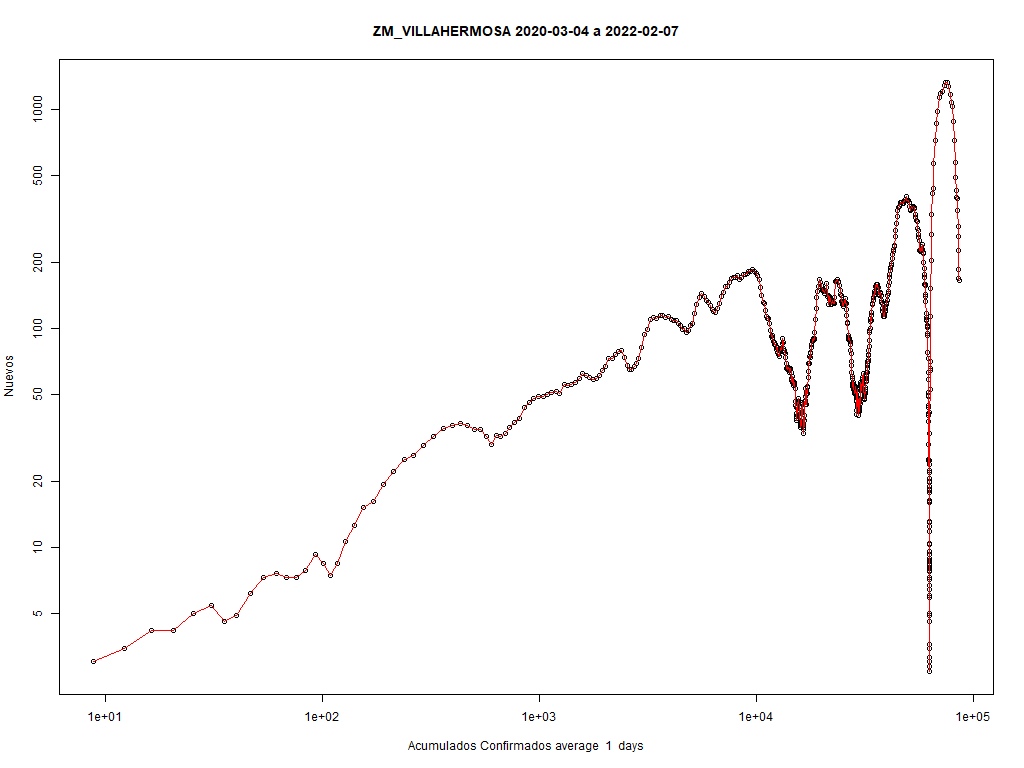 ZM_VILLAHERMOSA 2020-03-04 a 2022-02-07
1000
500
200
100
50
20
10
5
Nuevos
1e+01 1e+02 1e+03 1e+04 1e+05
Acumulados Confirmados average 1 days